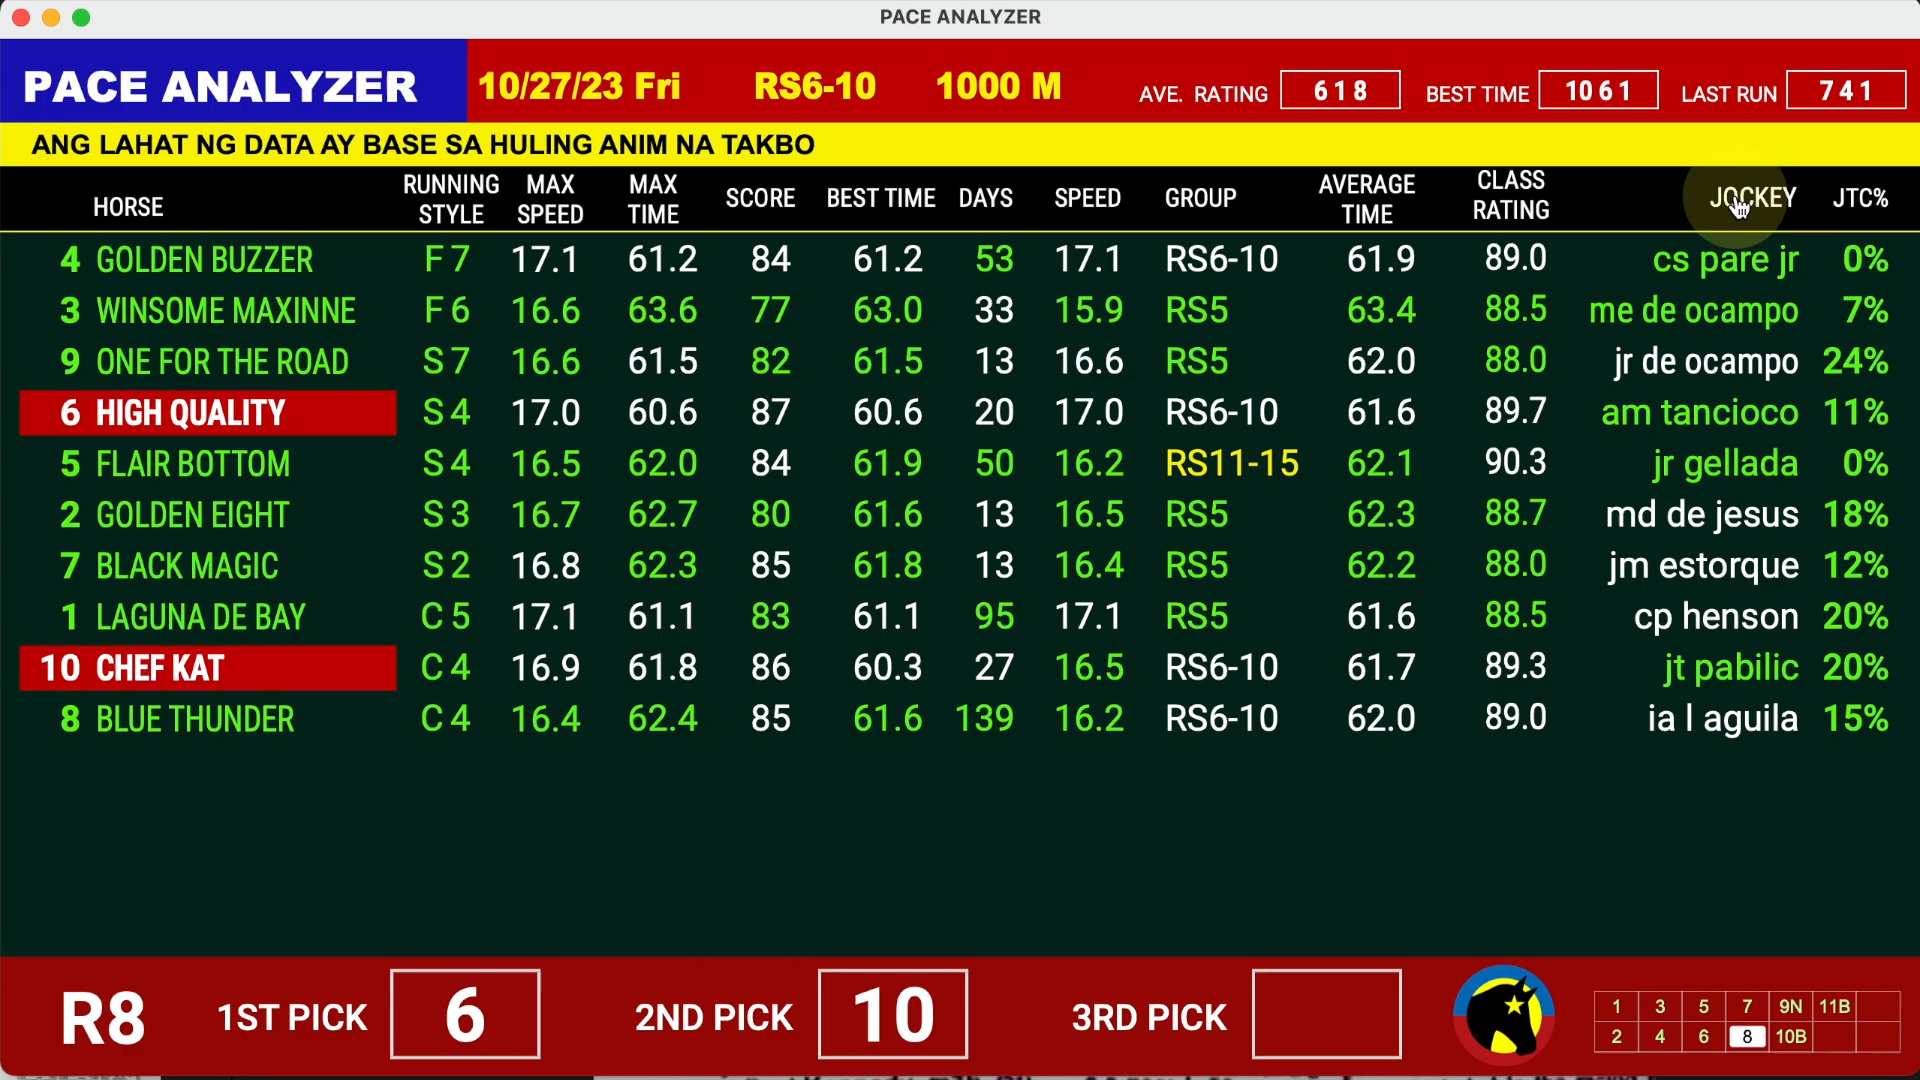 PACE ANALYZER
PACE ANALYZER 10/27/23 Fri RS6-10 1000 M AVE. RATING 618 BEST TIME 1061 LAST RUN 741
ANG LAHAT NG DATA AY BASE SA HULING ANIM NA TAKBO
HORSE RUNNING STYLE MAX SPEED MAX TIME SCORE BEST TIME DAYS SPEED GROUP AVERAGE TIME CLASS RATING JOCKEY JTC%
4 GOLDEN BUZZER F 7 17.1 61.2 84 61.2 53 17.1 RS6-10 61.9 89.0 cs pare jr 0%
3 WINSOME MAXINNE F 6 16.6 63.6 77 63.0 33 15.9 RS5 63.4 88.5 me de ocampo 7%
9 ONE FOR THE ROAD S 7 16.6 61.5 82 61.5 13 16.6 RS5 62.0 88.0 jr de ocampo 24%
6 HIGH QUALITY S 4 17.0 60.6 87 60.6 20 17.0 RS6-10 61.6 89.7 am tancioco 11%
5 FLAIR BOTTOM S 4 16.5 62.0 84 61.9 50 16.2 RS11-15 62.1 90.3 jr gellada 0%
2 GOLDEN EIGHT S 3 16.7 62.7 80 61.6 13 16.5 RS5 62.3 88.7 md de jesus 18%
7 BLACK MAGIC S 2 16.8 62.3 85 61.8 13 16.4 RS5 62.2 88.0 jm estorque 12%
1 LAGUNA DE BAY C 5 17.1 61.1 83 61.1 95 17.1 RS5 61.6 88.5 cp henson 20%
10 CHEF KAT C 4 16.9 61.8 86 60.3 27 16.5 RS6-10 61.7 89.3 jt pabilic 20%
8 BLUE THUNDER C 4 16.4 62.4 85 61.6 139 16.2 RS6-10 62.0 89.0 ia l aguila 15%
R8 1ST PICK 6 2ND PICK 10 3RD PICK
1 3 5 7 9N 11B
2 4 6 8 10B